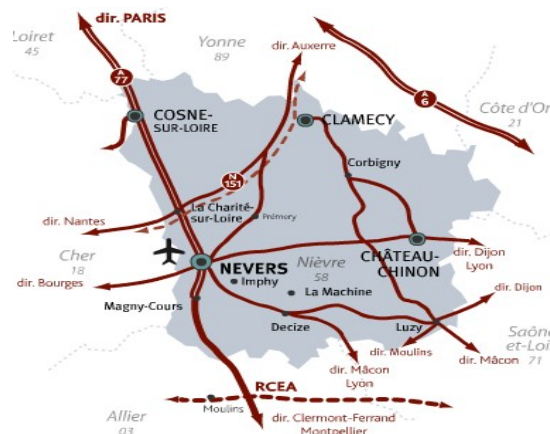 dir. PARIS
Loiret
45
Yonne
89
dir. Auxerre
A
77
A
6
COSNE-
SUR-LOIRE
CLAMECY
Côte d'Or
21
Corbigny
N
151
La Charité-
sur-Loire
Prémery
dir. Nantes
Cher
18
NEVERS
Nièvre
58
CHÂTEAU-
CHINON
dir. Dijon
Lyon
dir. Bourges
Imphy
La Machine
Magny-Cours
Decize
Luzy
dir. Dijon
Saône
et-Loi
71
dir. Moulins
dir. Mâcon
dir. Mâcon
Lyon
RCEA
Moulins
Allier
03
dir. Clermont-Ferrand
Montpellier